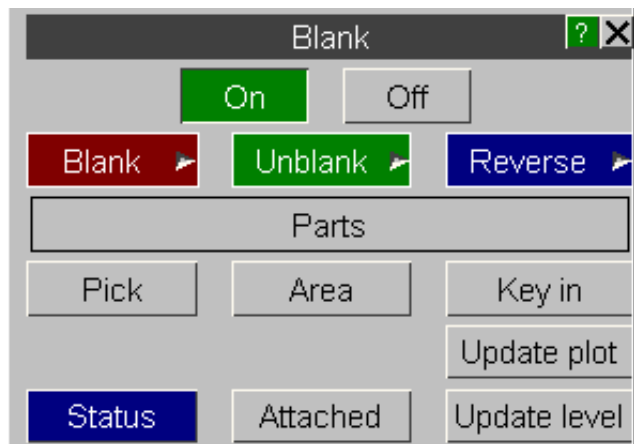 Blank ? X
On Off
Blank Unblank Reverse
Parts
Pick Area Key in
Update plot
Status Attached Update level